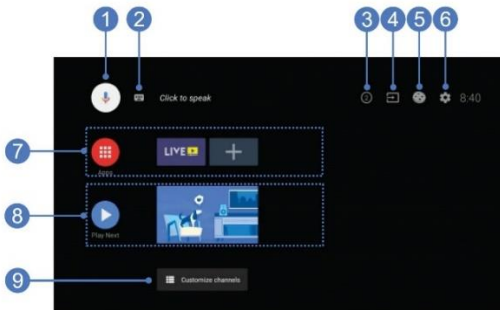 1 2 3 4 5 6
Click to speak 8:40
7 LIVE
Apps
8
Play Next
9 Customize channels